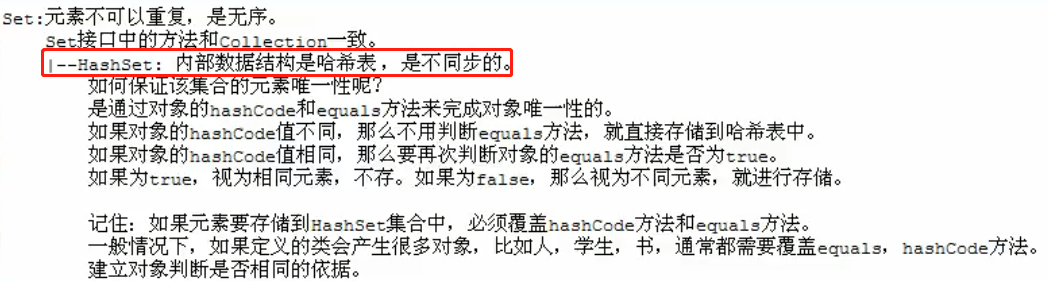 Set:元素不可以重复，是无序。
Set接口中的方法和Collection一致。
|--HashSet: 内部数据结构是哈希表，是不同步的。
如何保证该集合的元素唯一性呢？
是通过对象的hashCode和equals方法来完成对象唯一性的。
如果对象的hashCode值不同，那么不用判断equals方法，就直接存储到哈希表中。
如果对象的hashCode值相同，那么要再次判断对象的equals方法是否为true。
如果为true，视为相同元素，不存。如果为false，那么视为不同元素，就进行存储。
记住：如果元素要存储到HashSet集合中，必须覆盖hashCode方法和equals方法。
一般情况下，如果定义的类会产生很多对象，比如人，学生，书，通常都需要覆盖equals，hashCode方法。
建立对象判断是否相同的依据。